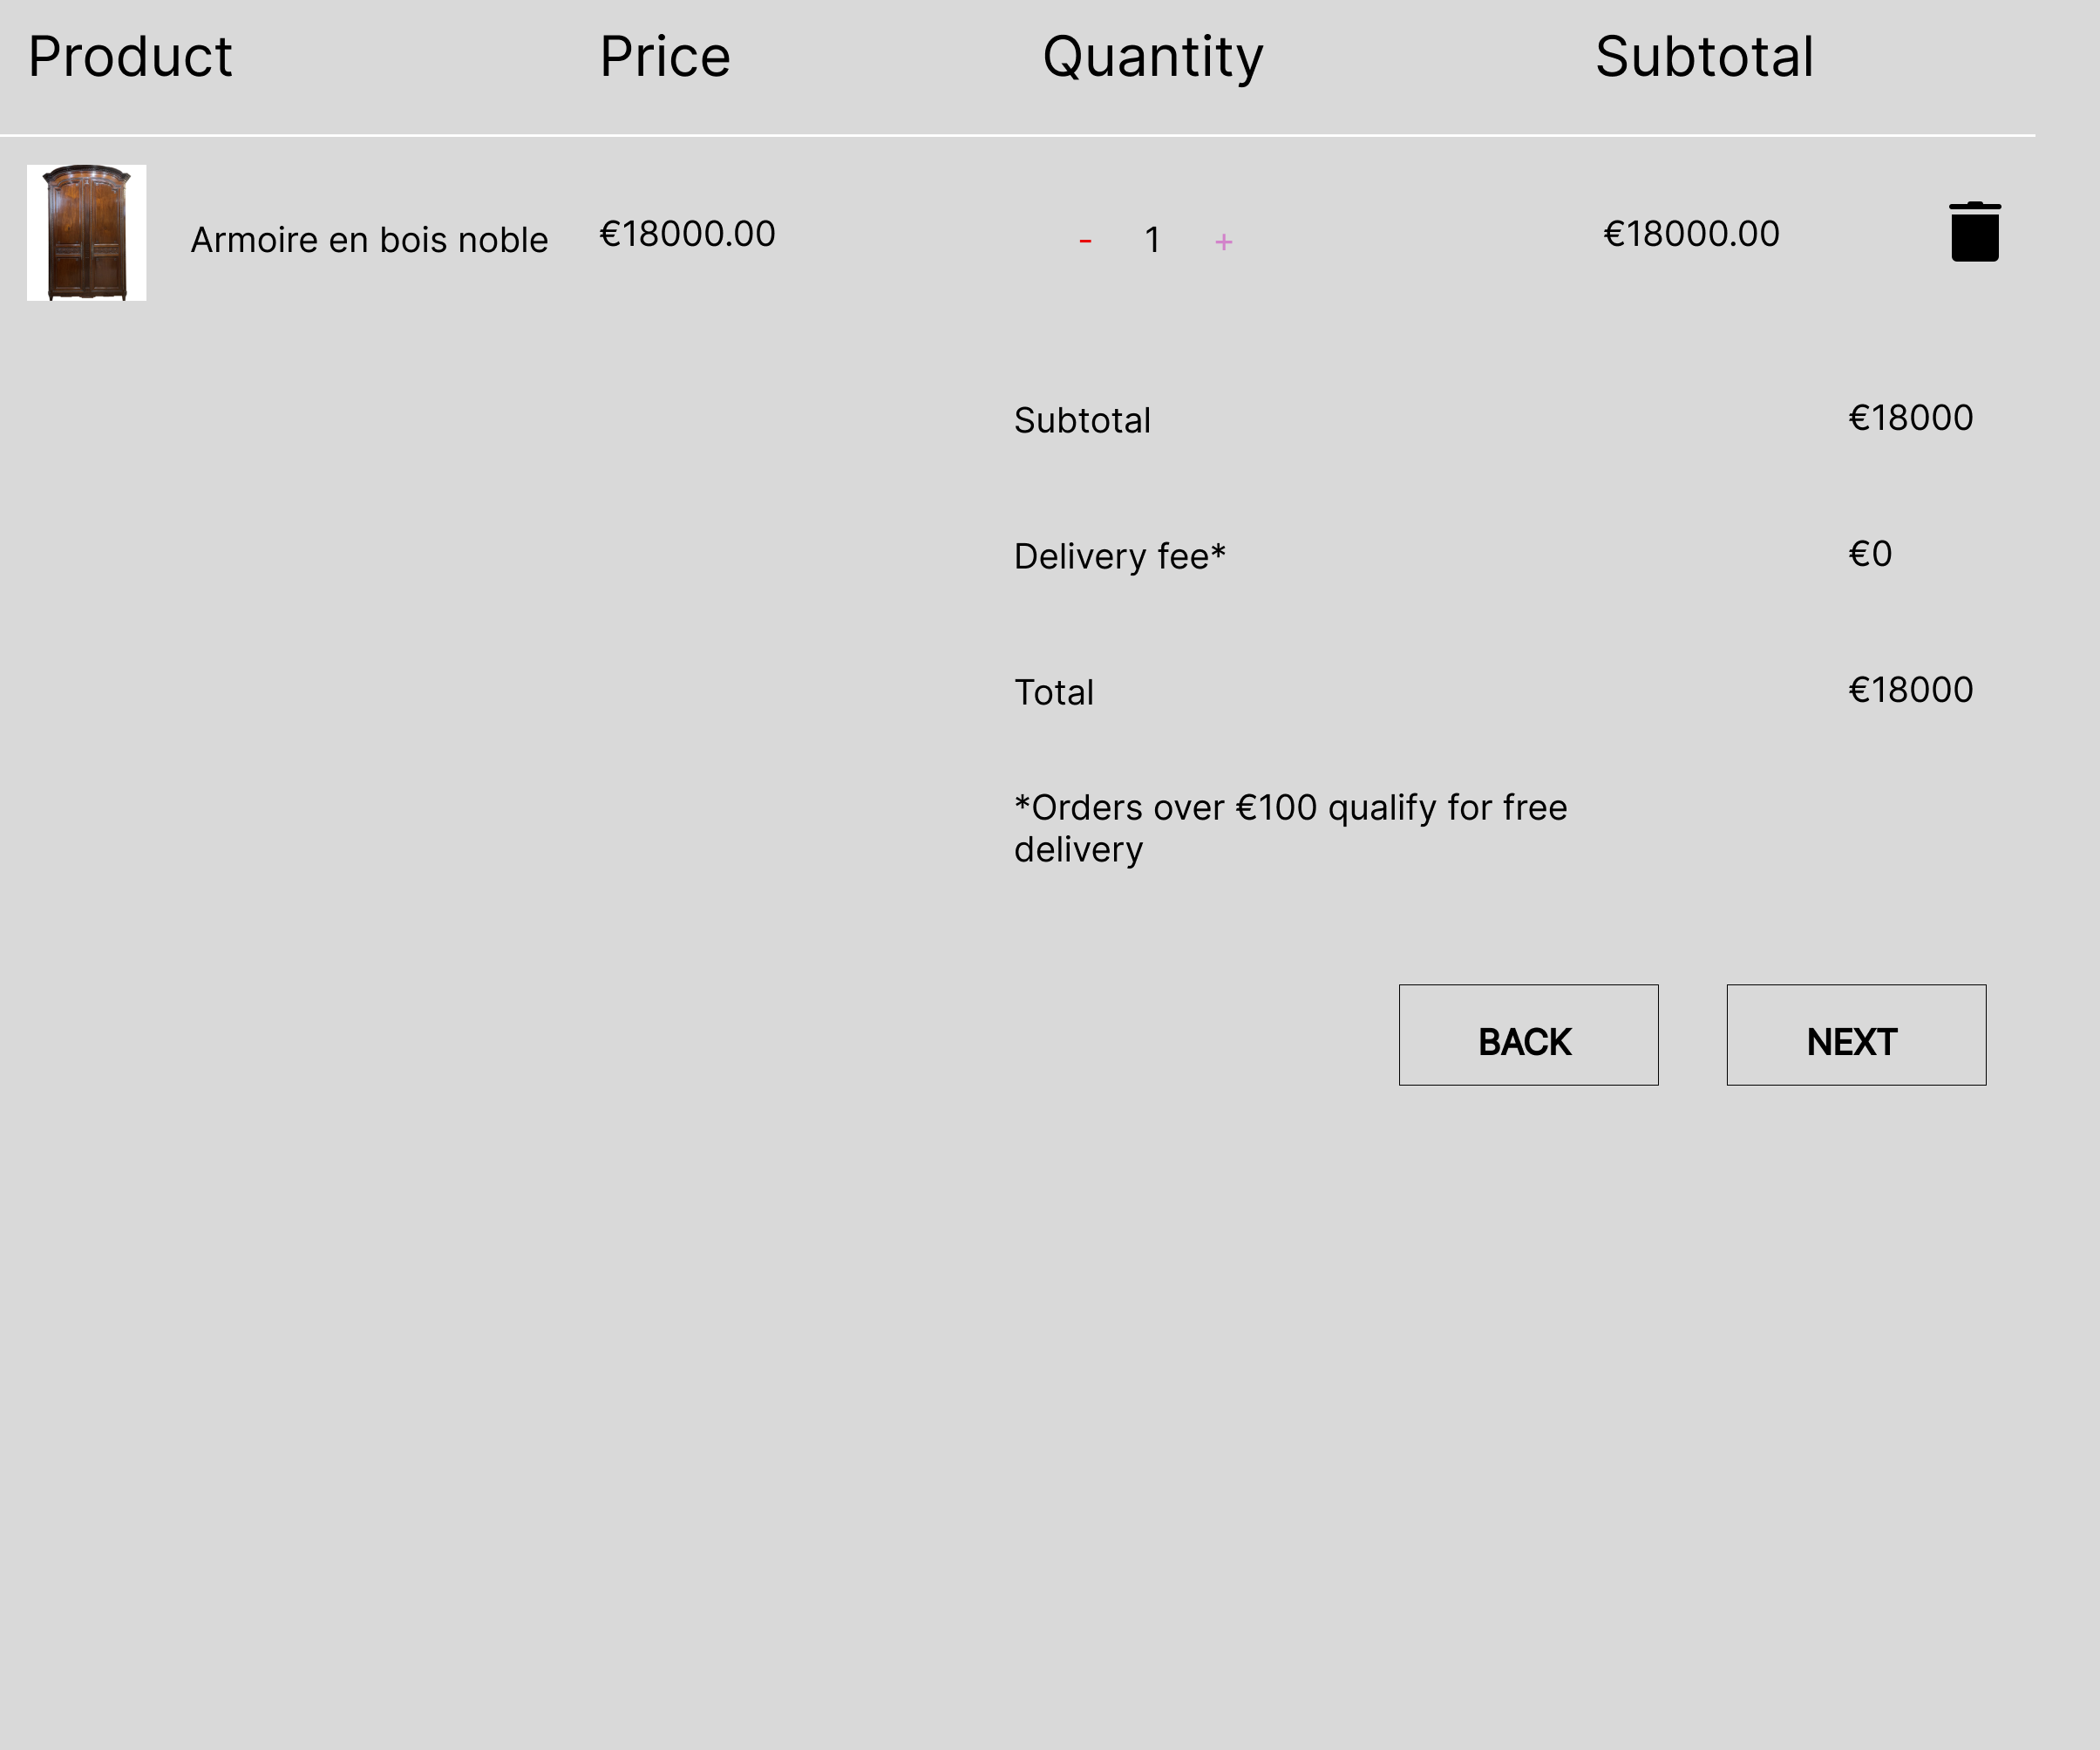 Product Price Quantity Subtotal
Armoire en bois noble €18000.00 - 1 + €18000.00
Subtotal €18000
Delivery fee* €0
Total €18000
*Orders over €100 qualify for free
delivery
BACK NEXT